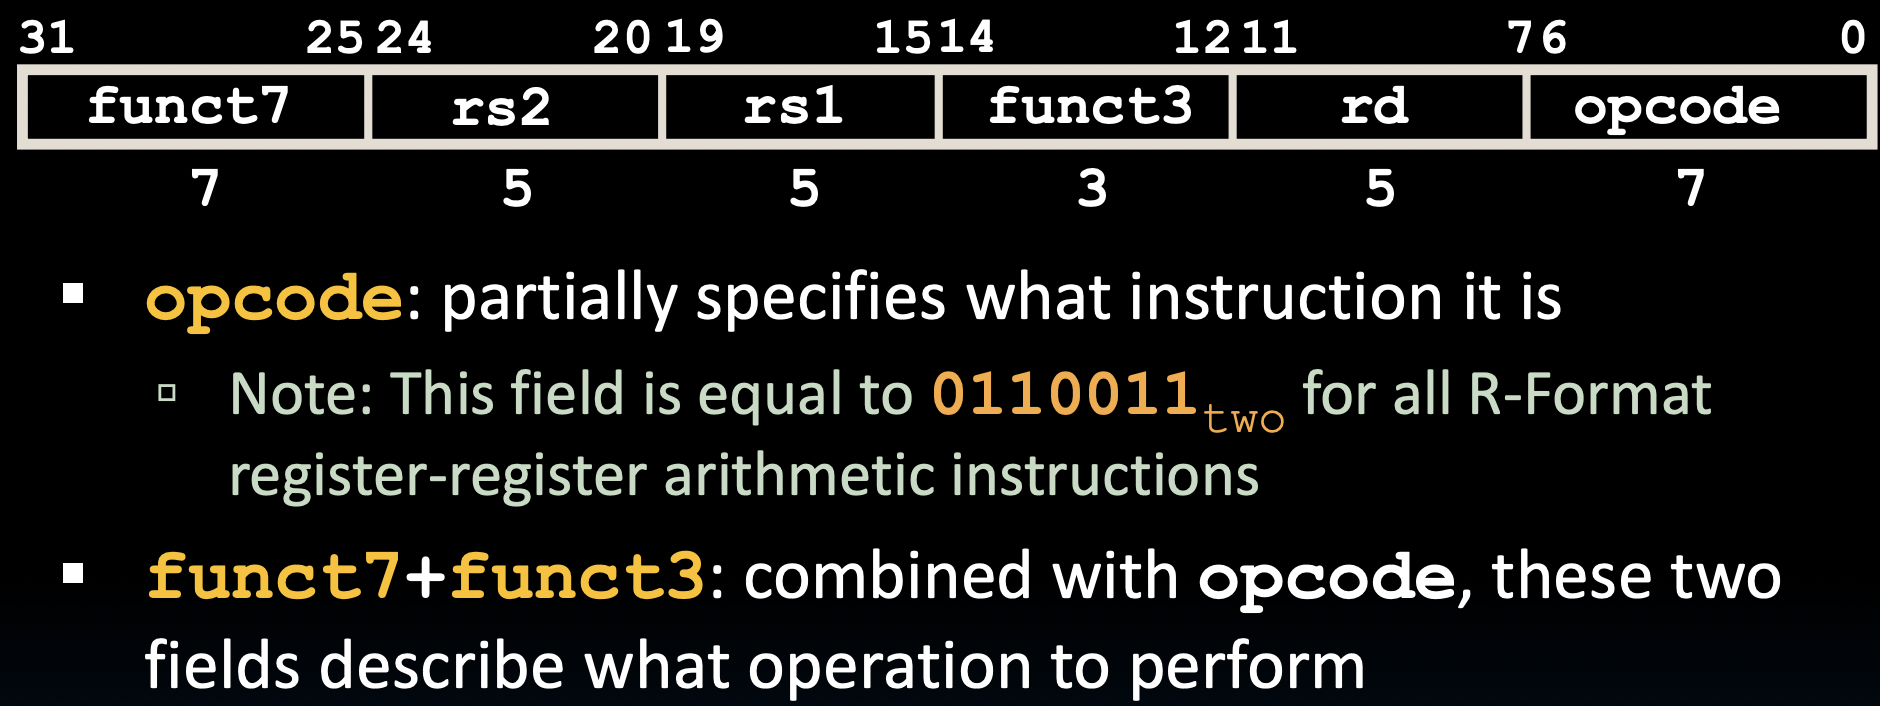 31 25 24 20 19 15 14 12 11 7 6 0
funct7 rs2 rs1 funct3 rd opcode
7 5 5 3 5 7
▪ opcode: partially specifies what instruction it is
▫ Note: This field is equal to 0110011two for all R-Format
register-register arithmetic instructions
▪ funct7+funct3: combined with opcode, these two
fields describe what operation to perform